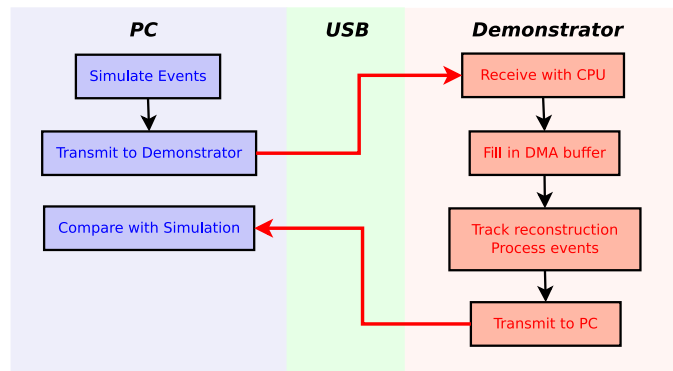 PC
USB
Demonstrator
Simulate Events
Transmit to Demonstrator
Compare with Simulation
Receive with CPU
Fill in DMA buffer
Track reconstruction
Process events
Transmit to PC